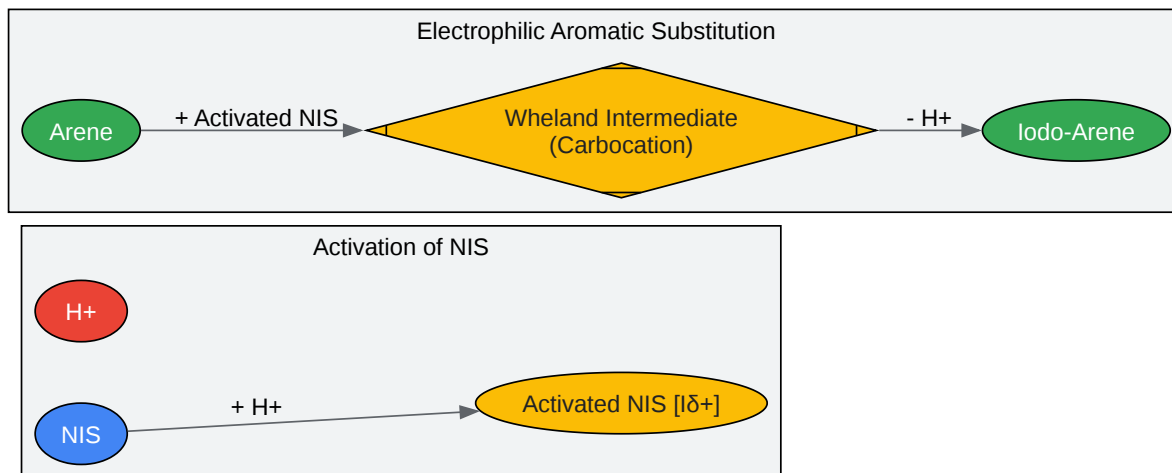 Electrophilic Aromatic Substitution
Arene
+ Activated NIS
Wheland Intermediate
(Carbocation)
- H+
Iodo-Arene
Activation of NIS
H+
NIS
+ H+
Activated NIS [Iδ+]